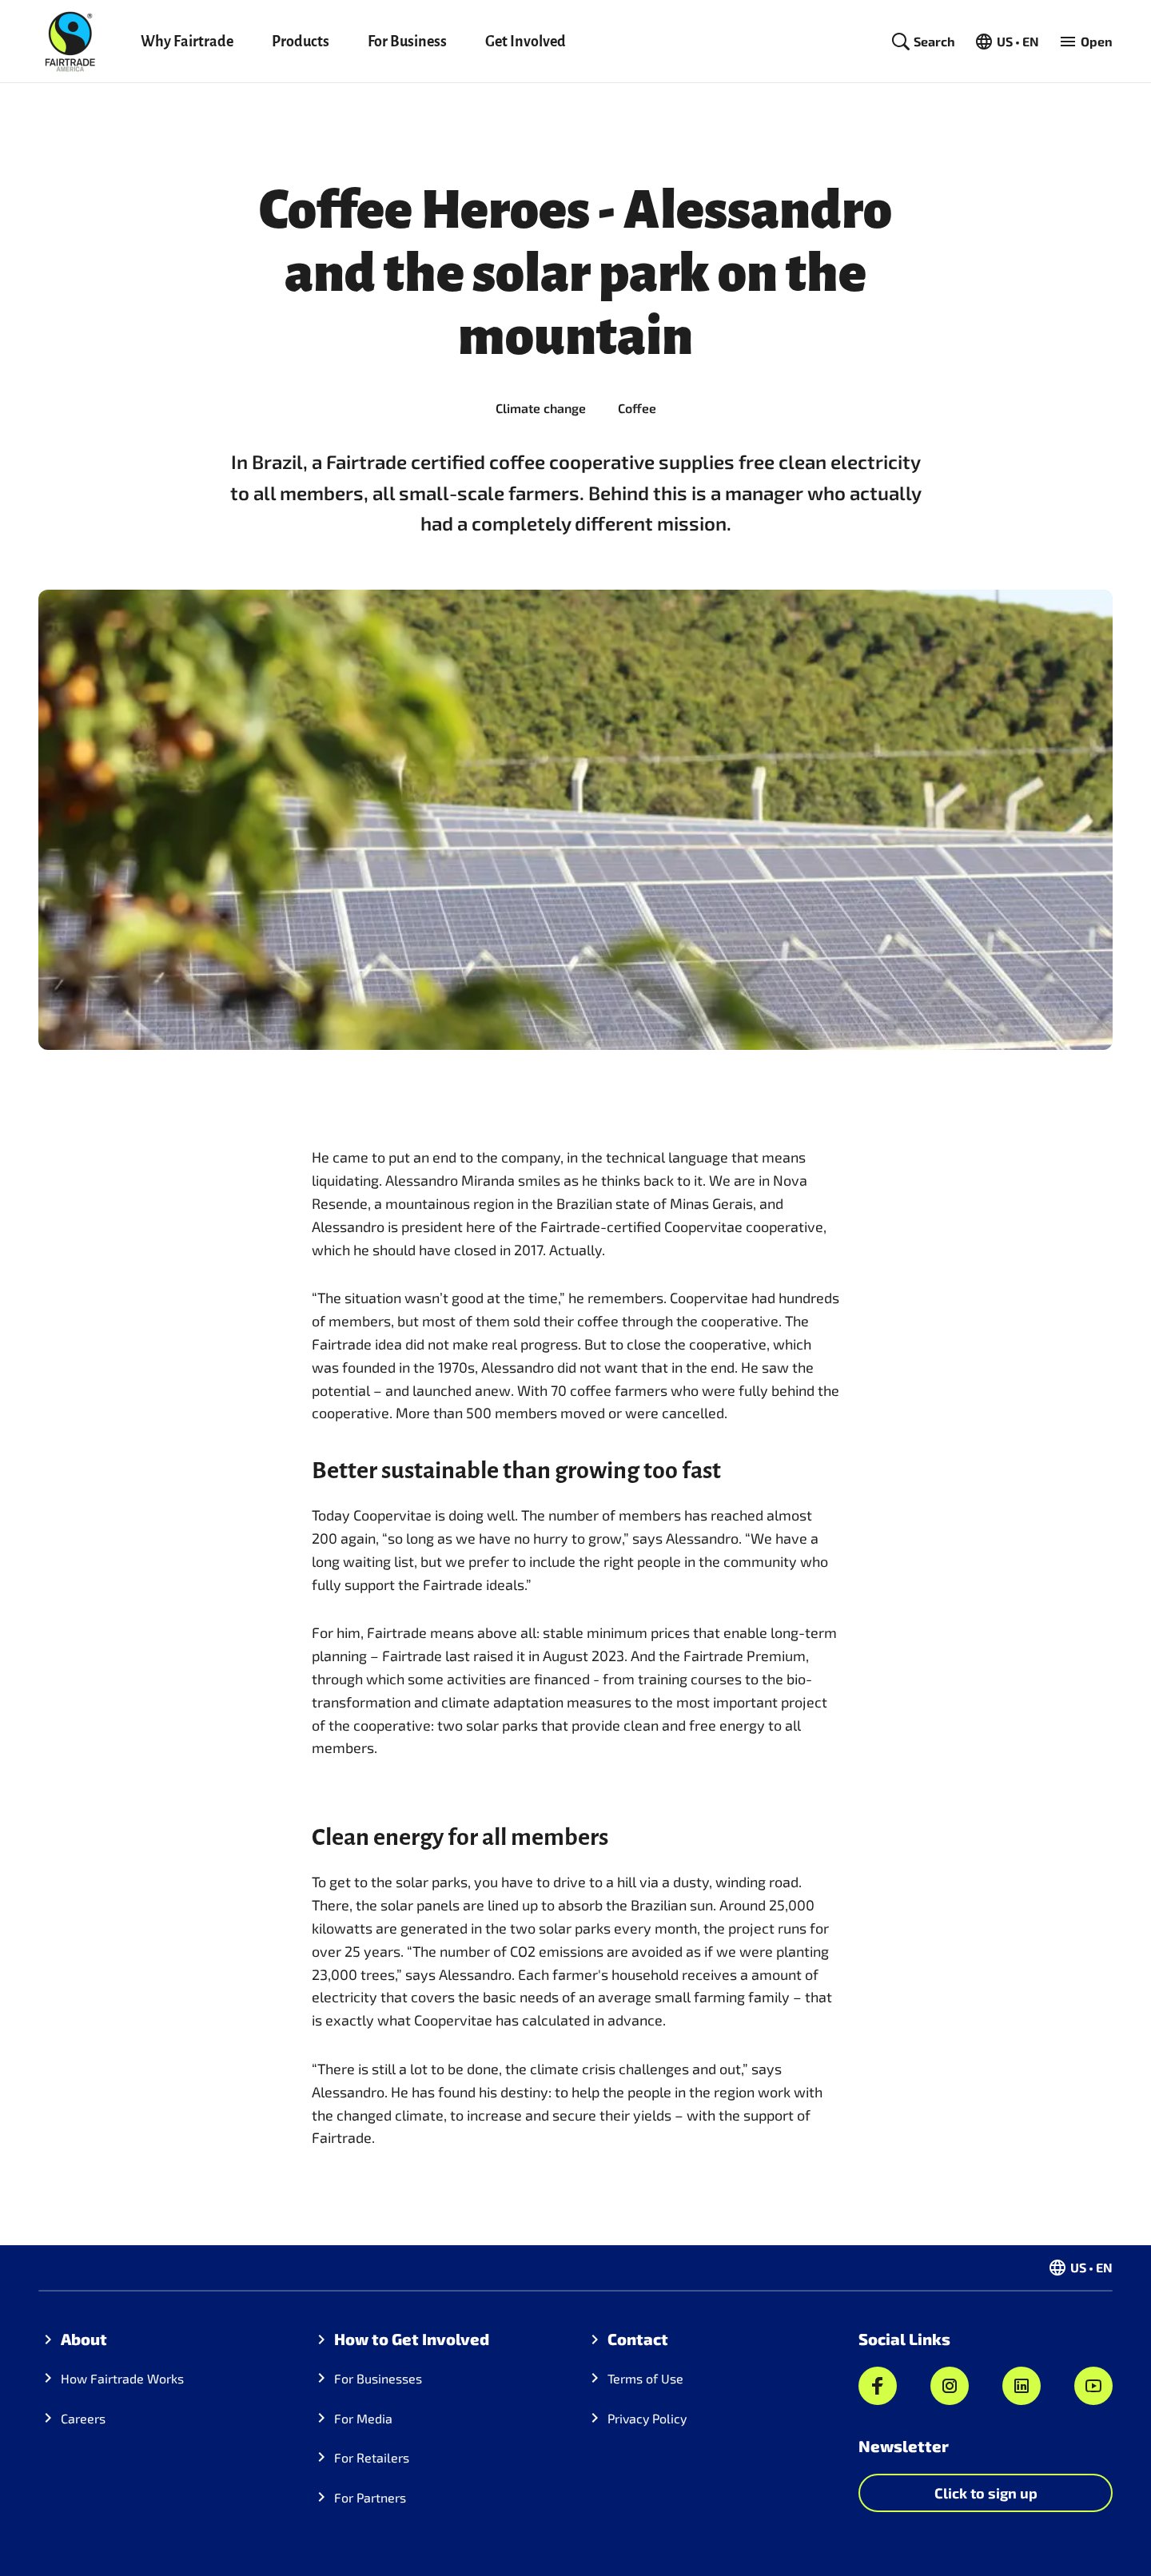 FAIRTRADE
AMERICA
Why Fairtrade
Products
For Business
Get Involved
Search
US • EN
Open
Coffee Heroes - Alessandro
and the solar park on the
mountain
Climate change
Coffee
In Brazil, a Fairtrade certified coffee cooperative supplies free clean electricity
to all members, all small-scale farmers. Behind this is a manager who actually
had a completely different mission.
He came to put an end to the company, in the technical language that means
liquidating. Alessandro Miranda smiles as he thinks back to it. We are in Nova
Resende, a mountainous region in the Brazilian state of Minas Gerais, and
Alessandro is president here of the Fairtrade-certified Coopervitae cooperative,
which he should have closed in 2017. Actually.
“The situation wasn’t good at the time,” he remembers. Coopervitae had hundreds
of members, but most of them sold their coffee through the cooperative. The
Fairtrade idea did not make real progress. But to close the cooperative, which
was founded in the 1970s, Alessandro did not want that in the end. He saw the
potential – and launched anew. With 70 coffee farmers who were fully behind the
cooperative. More than 500 members moved or were cancelled.
Better sustainable than growing too fast
Today Coopervitae is doing well. The number of members has reached almost
200 again, “so long as we have no hurry to grow,” says Alessandro. “We have a
long waiting list, but we prefer to include the right people in the community who
fully support the Fairtrade ideals.”
For him, Fairtrade means above all: stable minimum prices that enable long-term
planning – Fairtrade last raised it in August 2023. And the Fairtrade Premium,
through which some activities are financed - from training courses to the bio-
transformation and climate adaptation measures to the most important project
of the cooperative: two solar parks that provide clean and free energy to all
members.
Clean energy for all members
To get to the solar parks, you have to drive to a hill via a dusty, winding road.
There, the solar panels are lined up to absorb the Brazilian sun. Around 25,000
kilowatts are generated in the two solar parks every month, the project runs for
over 25 years. “The number of CO2 emissions are avoided as if we were planting
23,000 trees,” says Alessandro. Each farmer's household receives a amount of
electricity that covers the basic needs of an average small farming family – that
is exactly what Coopervitae has calculated in advance.
“There is still a lot to be done, the climate crisis challenges and out,” says
Alessandro. He has found his destiny: to help the people in the region work with
the changed climate, to increase and secure their yields – with the support of
Fairtrade.
US • EN
About
How Fairtrade Works
Careers
How to Get Involved
For Businesses
For Media
For Retailers
For Partners
Contact
Terms of Use
Privacy Policy
Social Links
Newsletter
Click to sign up